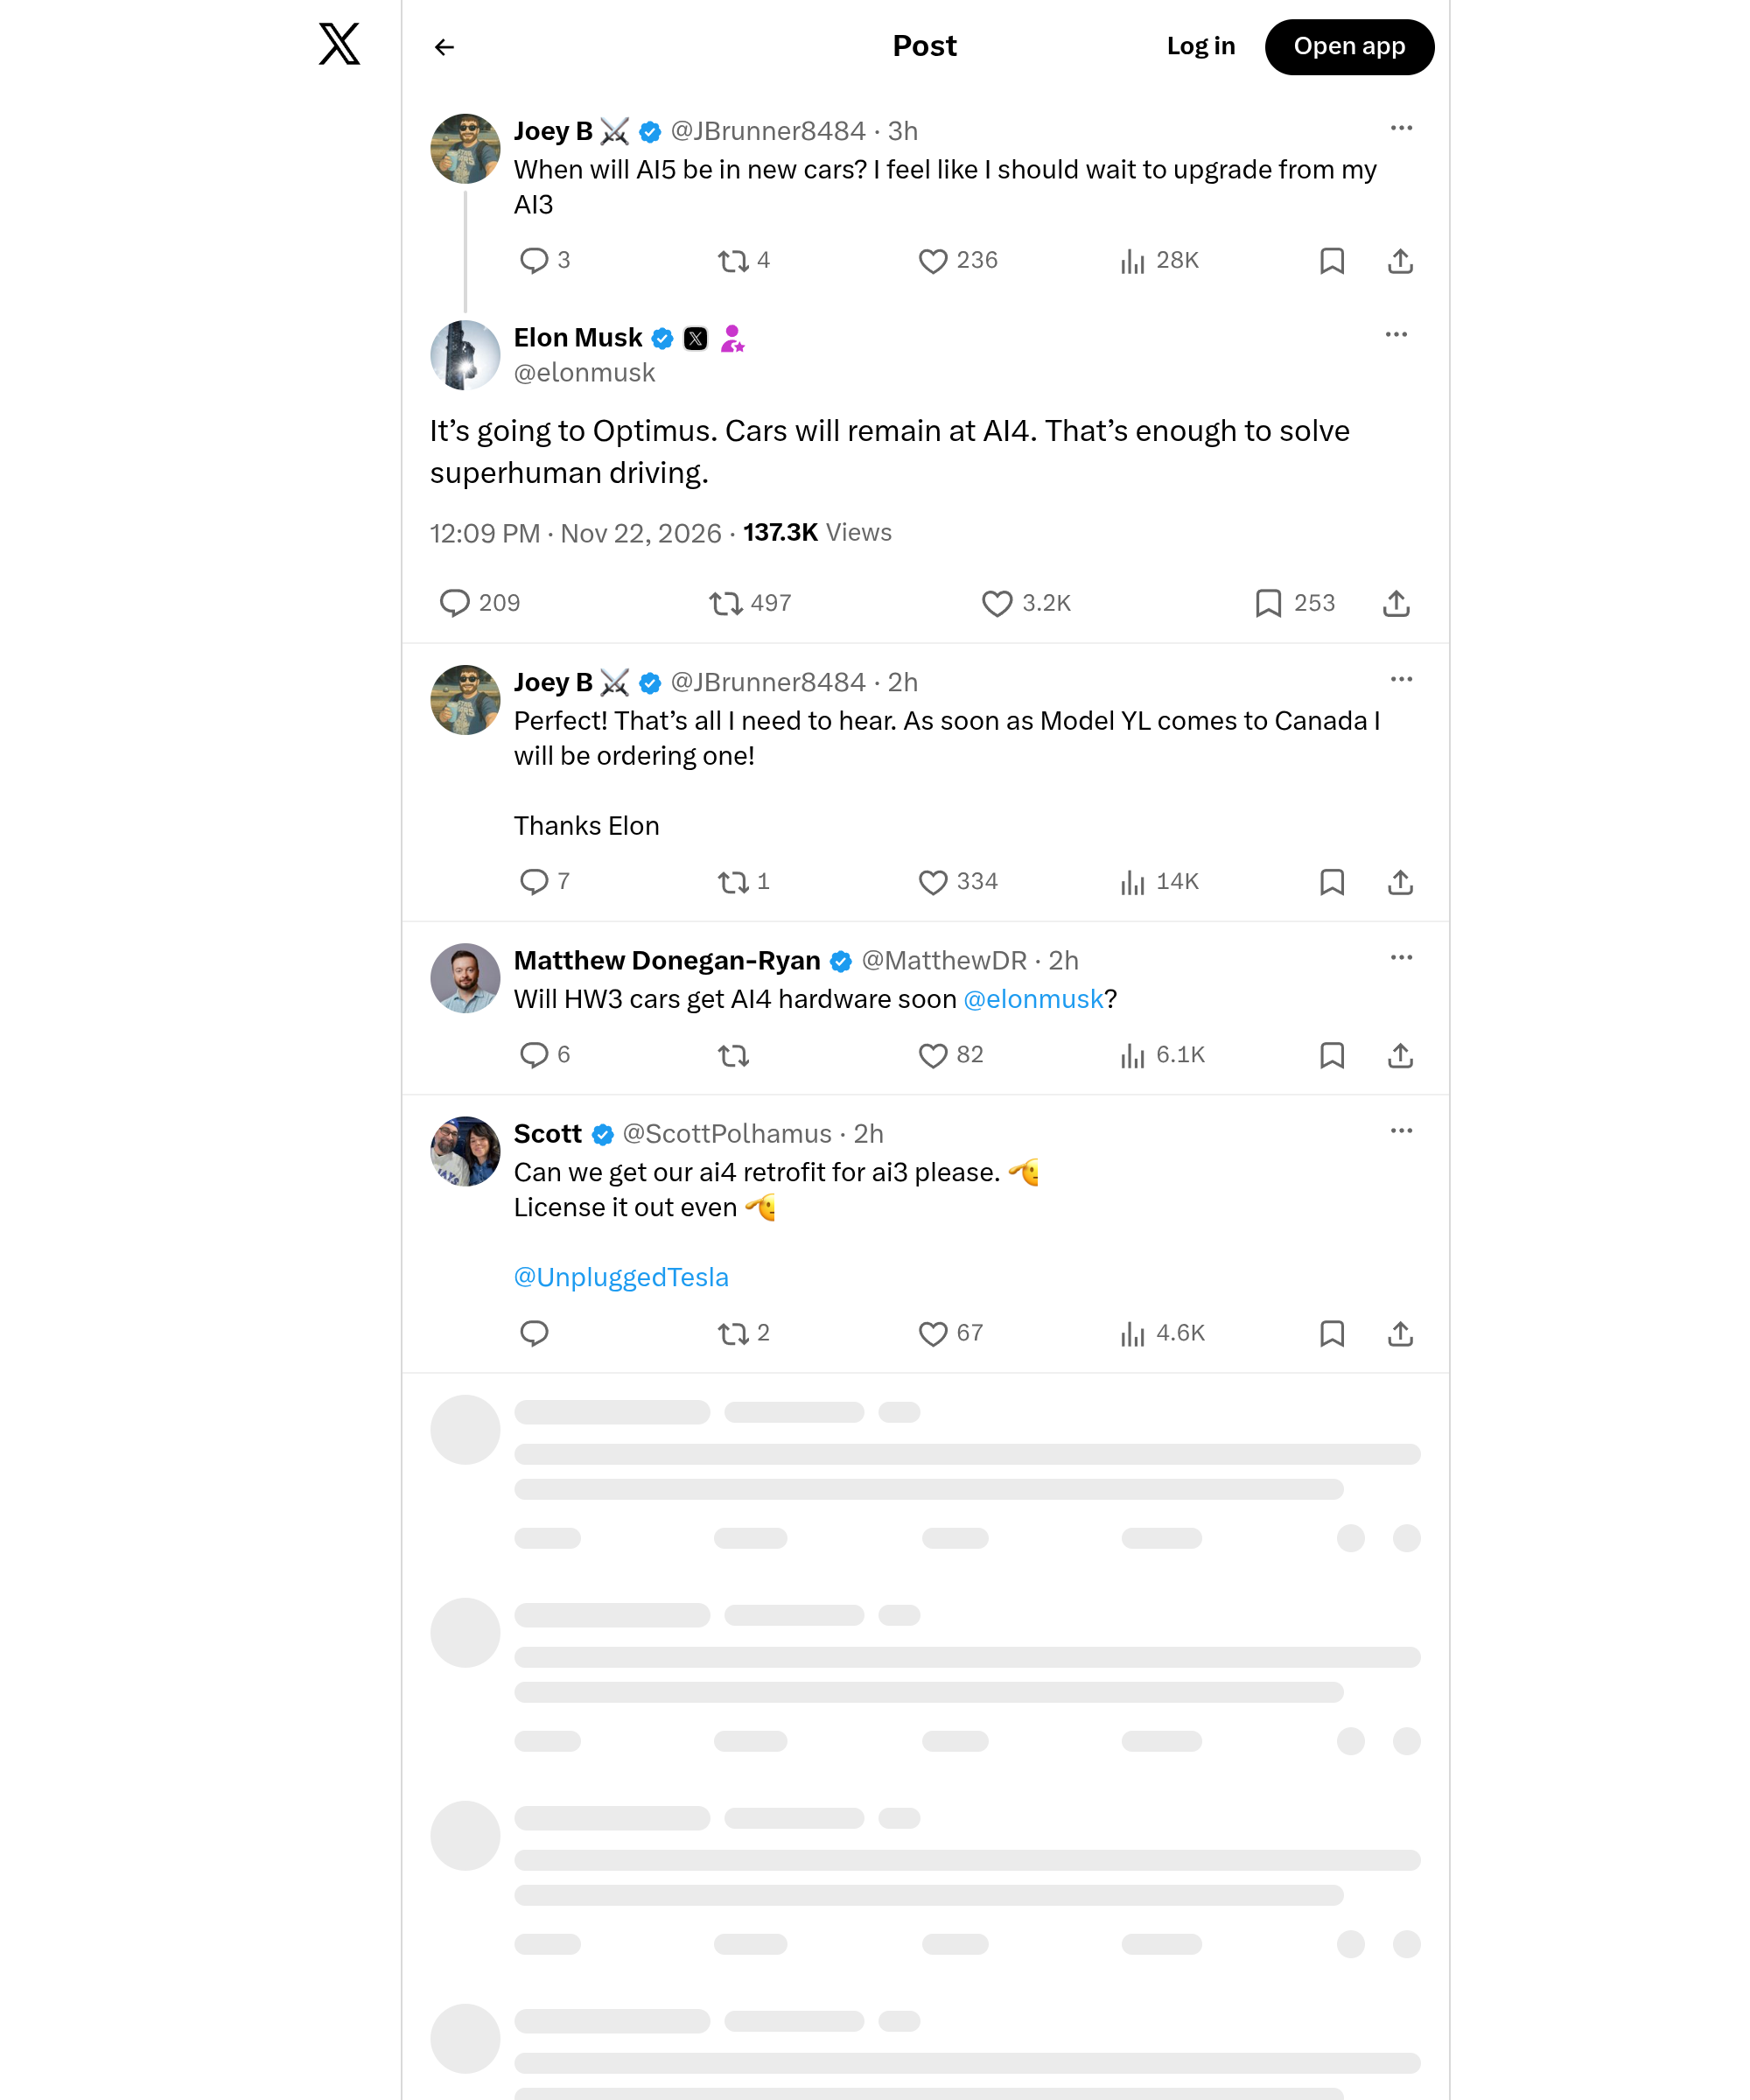 Post
Log in
Open app
Joey B ⚔️ @JBrunner8484 · 3h
When will AI5 be in new cars? I feel like I should wait to upgrade from my
AI3
3 4 236 28K
Elon Musk
@elonmusk
It’s going to Optimus. Cars will remain at AI4. That’s enough to solve
superhuman driving.
12:09 PM · Nov 22, 2026 · 137.3K Views
209 497 3.2K 253
Joey B ⚔️ @JBrunner8484 · 2h
Perfect! That’s all I need to hear. As soon as Model YL comes to Canada I
will be ordering one!
Thanks Elon
7 1 334 14K
Matthew Donegan-Ryan @MatthewDR · 2h
Will HW3 cars get AI4 hardware soon @elonmusk?
6 82 6.1K
Scott @ScottPolhamus · 2h
Can we get our ai4 retrofit for ai3 please. 🫡
License it out even 🫡
@UnpluggedTesla
2 67 4.6K